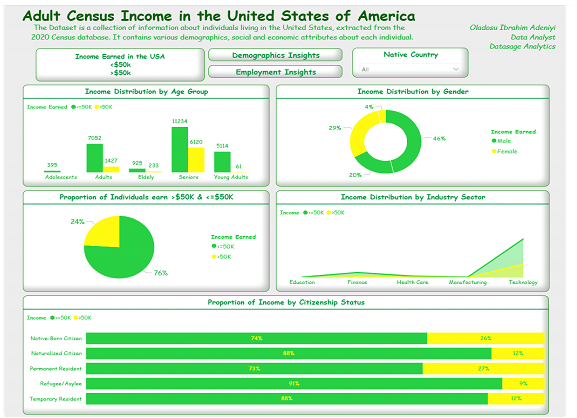 Adult Census Income in the United States of America
The Dataset is a collection of information about individuals living in the United States, extracted from the
2020 Census database. It contains various demographics, social and economic attributes about each individual.
Oladosu Ibrahim Adeniyi
Data Analyst
Datasage Analytics
Income Earned in the USA
<$50k
>$50k
Demographics Insights
Employment Insights
Native Country
All
Income Distribution by Age Group
Income Earned <=50K >50K
395
7052
1427
925
233
11234
6120
5114
61
Adolescents Adults Eldely Seniors Young Adults
Income Distribution by Gender
4%
29%
46%
20%
Income Earned
Male
Female
Proportion of Individuals earn >$50K & <=$50K
24%
76%
Income Earned
<=50K
>50K
Income Distribution by Industry Sector
Income <=50K >50K
Education Finance Health Care Manufacturing Technology
Proportion of Income by Citizenship Status
Income <=50K >50K
Native-Born Citizen 74% 26%
Naturalized Citizen 88% 12%
Permanent Resident 73% 27%
Refugee/Asylee 91% 9%
Temporary Resident 88% 12%